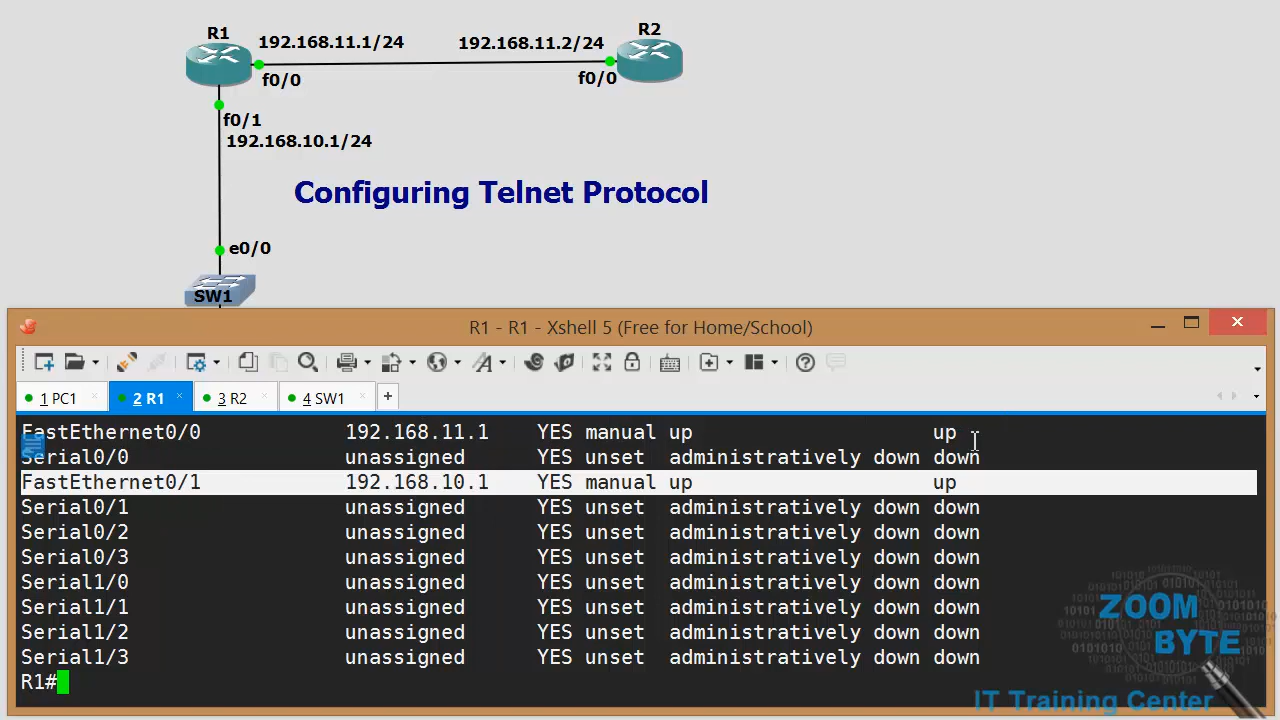 R1
192.168.11.1/24
192.168.11.2/24
R2
f0/0
f0/0
f0/1
192.168.10.1/24
Configuring Telnet Protocol
e0/0
SW1
R1 - R1 - Xshell 5 (Free for Home/School)
1 PC1
2 R1
3 R2
4 SW1
FastEthernet0/0 192.168.11.1 YES manual up up
Serial0/0 unassigned YES unset administratively down down
FastEthernet0/1 192.168.10.1 YES manual up up
Serial0/1 unassigned YES unset administratively down down
Serial0/2 unassigned YES unset administratively down down
Serial0/3 unassigned YES unset administratively down down
Serial1/0 unassigned YES unset administratively down down
Serial1/1 unassigned YES unset administratively down down
Serial1/2 unassigned YES unset administratively down down
Serial1/3 unassigned YES unset administratively down down
R1#
ZOOM
BYTE
IT Training Center